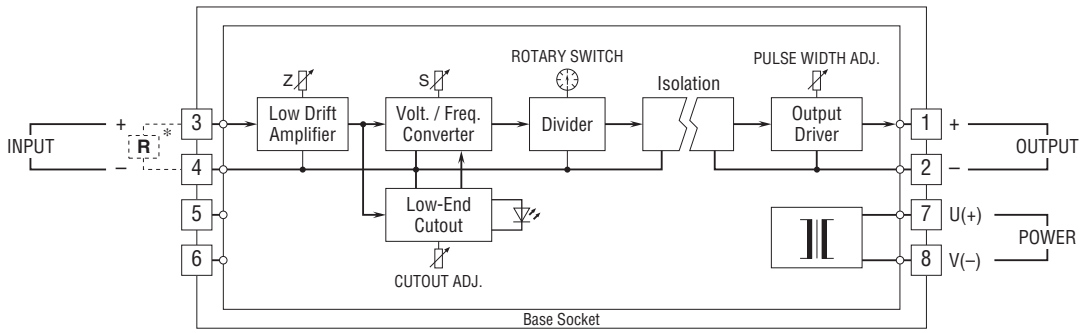 ROTARY SWITCH
PULSE WIDTH ADJ.
Z
S
Isolation
INPUT
+
–
R
*
3
4
5
6
Low Drift
Amplifier
Volt. / Freq.
Converter
Divider
Output
Driver
Low-End
Cutout
CUTOUT ADJ.
1
+
2
–
OUTPUT
7
U(+)
8
V(–)
POWER
Base Socket